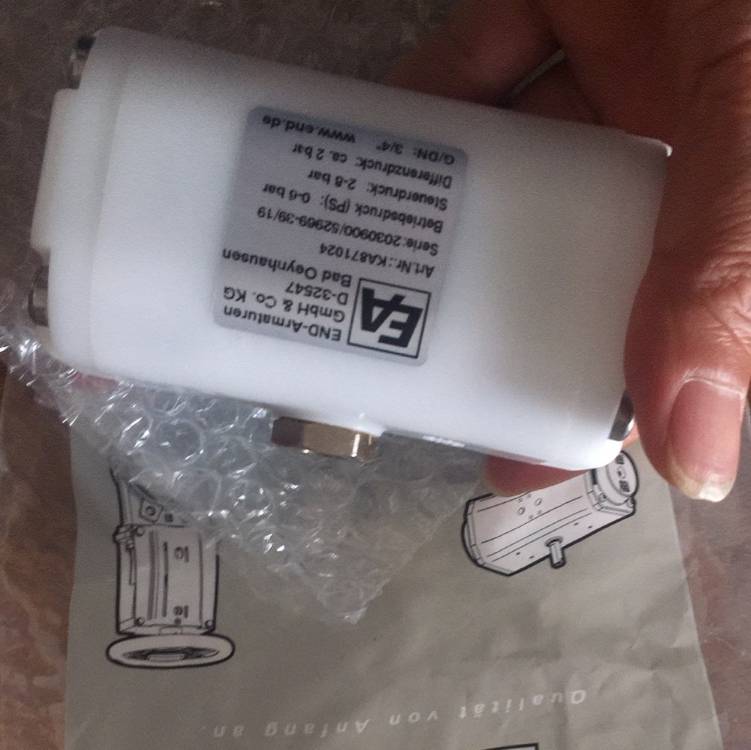 EA
END-Armaturen
GmbH & Co. KG
D-32547
Bad Oeynhausen
Art.Nr.: KA871024
Serie:2030900/52969-39/19
Betriebsdruck (PS): 0-6 bar
Steuerdruck: 2-8 bar
Differenzdruck: ca. 2 bar
G/DN: 3/4" www.end.de
Qualität von Anfang an.